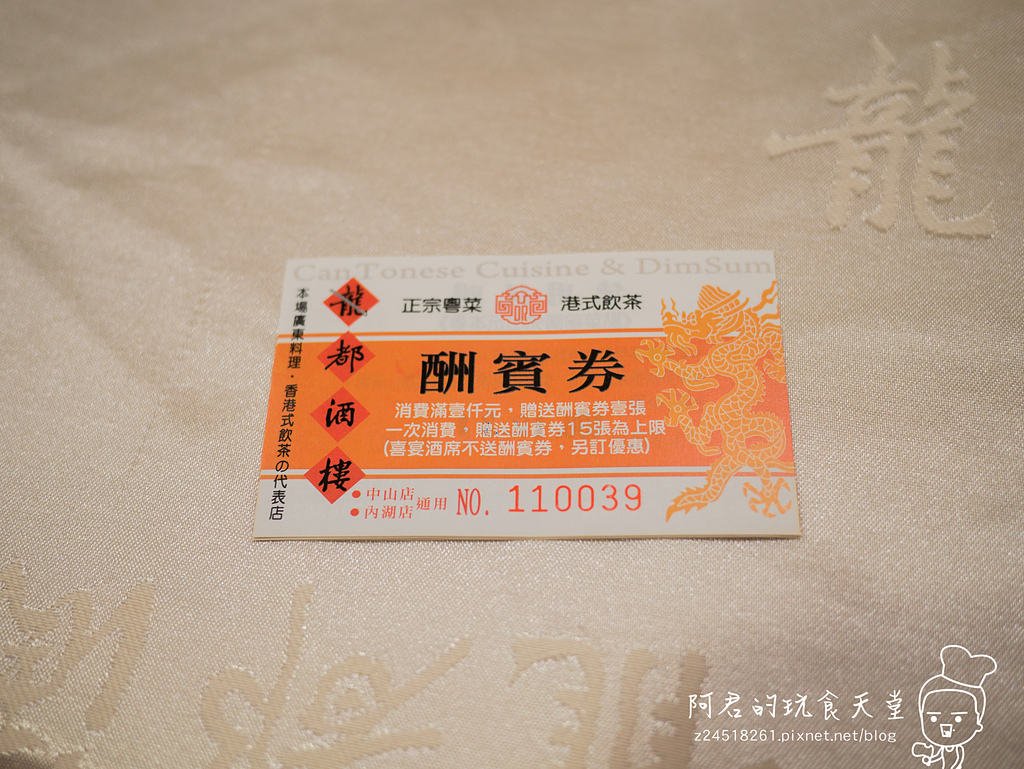 龍
CanTonese Cuisine & DimSum
本場廣東料理・香港式飲茶の代表店
龍都酒樓
正宗粵菜 港式飲茶
酬賓券
消費滿壹仟元，贈送酬賓券壹張
一次消費，贈送酬賓券15張為上限
(喜宴酒席不送酬賓券，另訂優惠)
●中山店
●內湖店
通用
NO. 110039
阿君的玩食天堂
z24518261.pixnet.net/blog